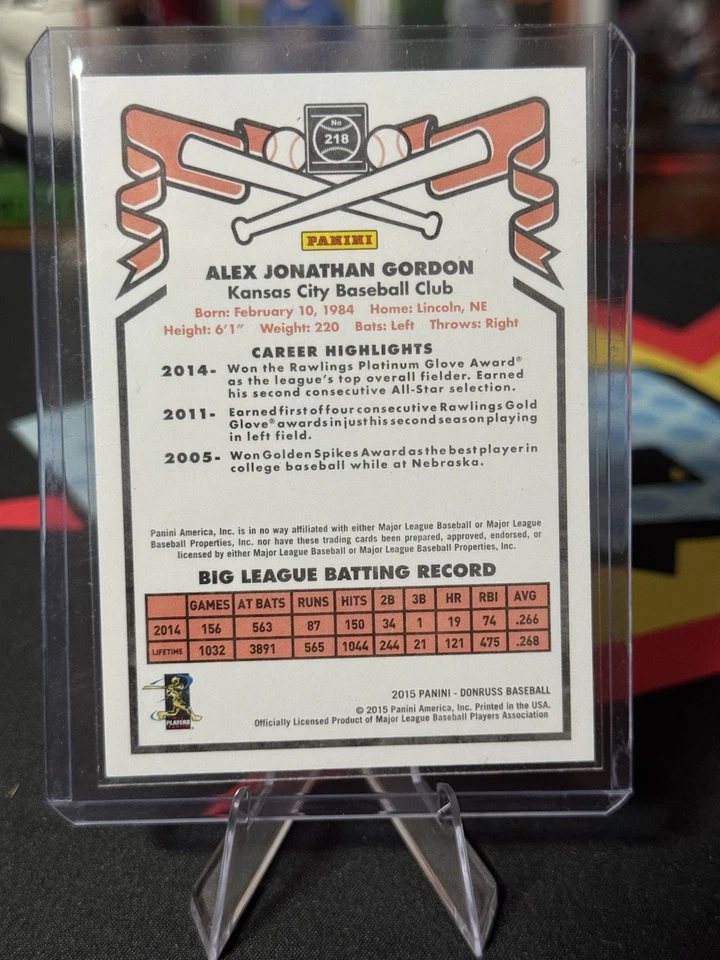 No
218
PANINI
ALEX JONATHAN GORDON
Kansas City Baseball Club
Born: February 10, 1984 Home: Lincoln, NE
Height: 6'1" Weight: 220 Bats: Left Throws: Right
CAREER HIGHLIGHTS
2014- Won the Rawlings Platinum Glove Award®
as the league's top overall fielder. Earned
his second consecutive All-Star selection.
2011- Earned first of four consecutive Rawlings Gold
Glove® awards in just his second season playing
in left field.
2005- Won Golden Spikes Award as the best player in
college baseball while at Nebraska.
Panini America, Inc. is in no way affiliated with either Major League Baseball or Major League
Baseball Properties, Inc. nor have these trading cards been prepared, approved, endorsed, or
licensed by either Major League Baseball or Major League Baseball Properties, Inc.
BIG LEAGUE BATTING RECORD
GAMES AT BATS RUNS HITS 2B 3B HR RBI AVG
2014 156 563 87 150 34 1 19 74 .266
LIFETIME 1032 3891 565 1044 244 21 121 475 .268
PLAYERS
2015 PANINI - DONRUSS BASEBALL
© 2015 Panini America, Inc. Printed in the USA.
Officially Licensed Product of Major League Baseball Players Association